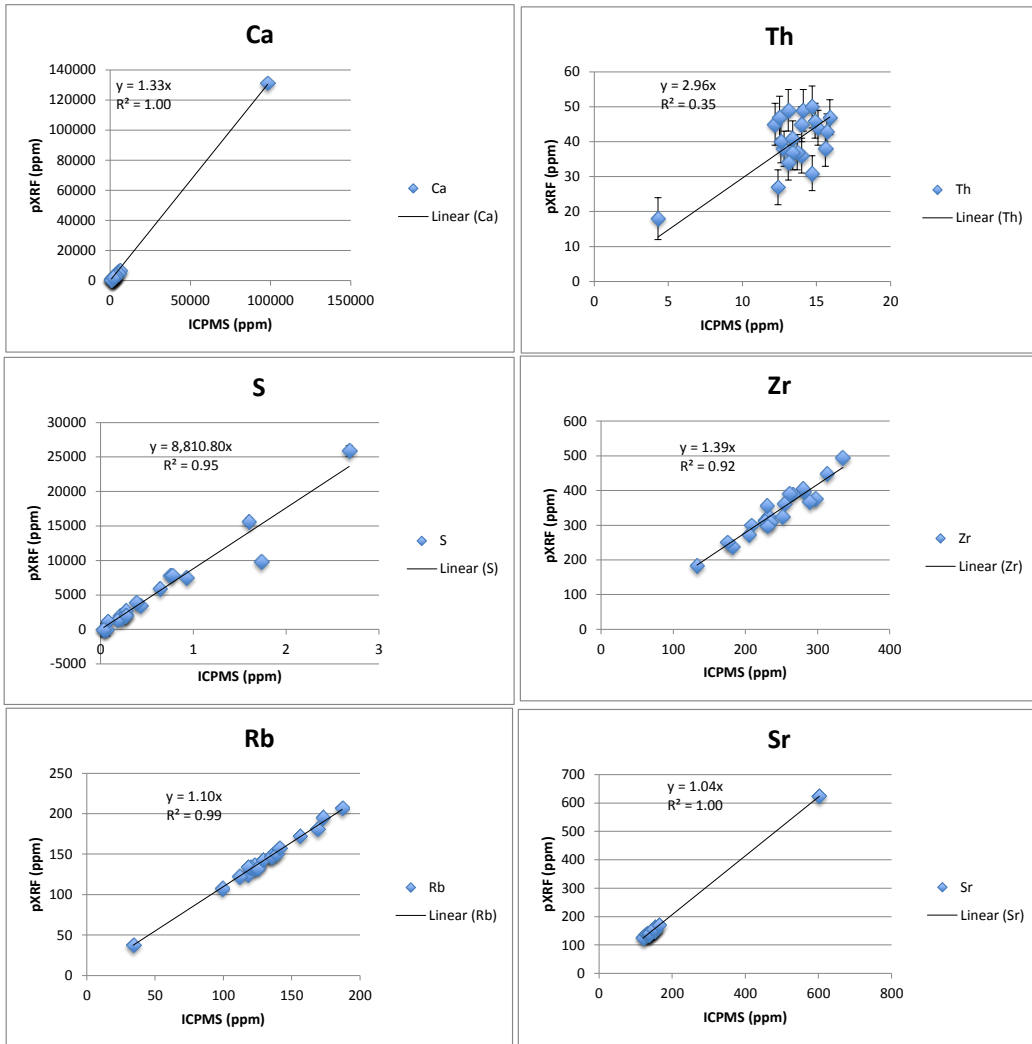 Ca
y = 1.33x
R² = 1.00
140000
120000
100000
80000
60000
40000
20000
0
0 50000 100000 150000
pXRF (ppm)
ICPMS (ppm)
Ca
Linear (Ca)
Th
y = 2.96x
R² = 0.35
60
50
40
30
20
10
0
0 5 10 15 20
pXRF (ppm)
ICPMS (ppm)
Th
Linear (Th)
S
y = 8,810.80x
R² = 0.95
30000
25000
20000
15000
10000
5000
0
-5000
0 1 2 3
pXRF (ppm)
ICPMS (ppm)
S
Linear (S)
Zr
y = 1.39x
R² = 0.92
600
500
400
300
200
100
0
0 100 200 300 400
pXRF (ppm)
ICPMS (ppm)
Zr
Linear (Zr)
Rb
y = 1.10x
R² = 0.99
250
200
150
100
50
0
0 50 100 150 200
pXRF (ppm)
ICPMS (ppm)
Rb
Linear (Rb)
Sr
y = 1.04x
R² = 1.00
700
600
500
400
300
200
100
0
0 200 400 600 800
pXRF (ppm)
ICPMS (ppm)
Sr
Linear (Sr)